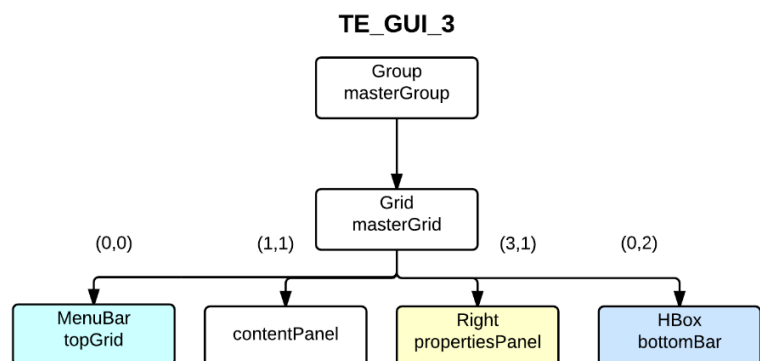 TE_GUI_3
Group
masterGroup
Grid
masterGrid
(0,0)
(1,1)
(3,1)
(0,2)
MenuBar
topGrid
contentPanel
Right
propertiesPanel
HBox
bottomBar